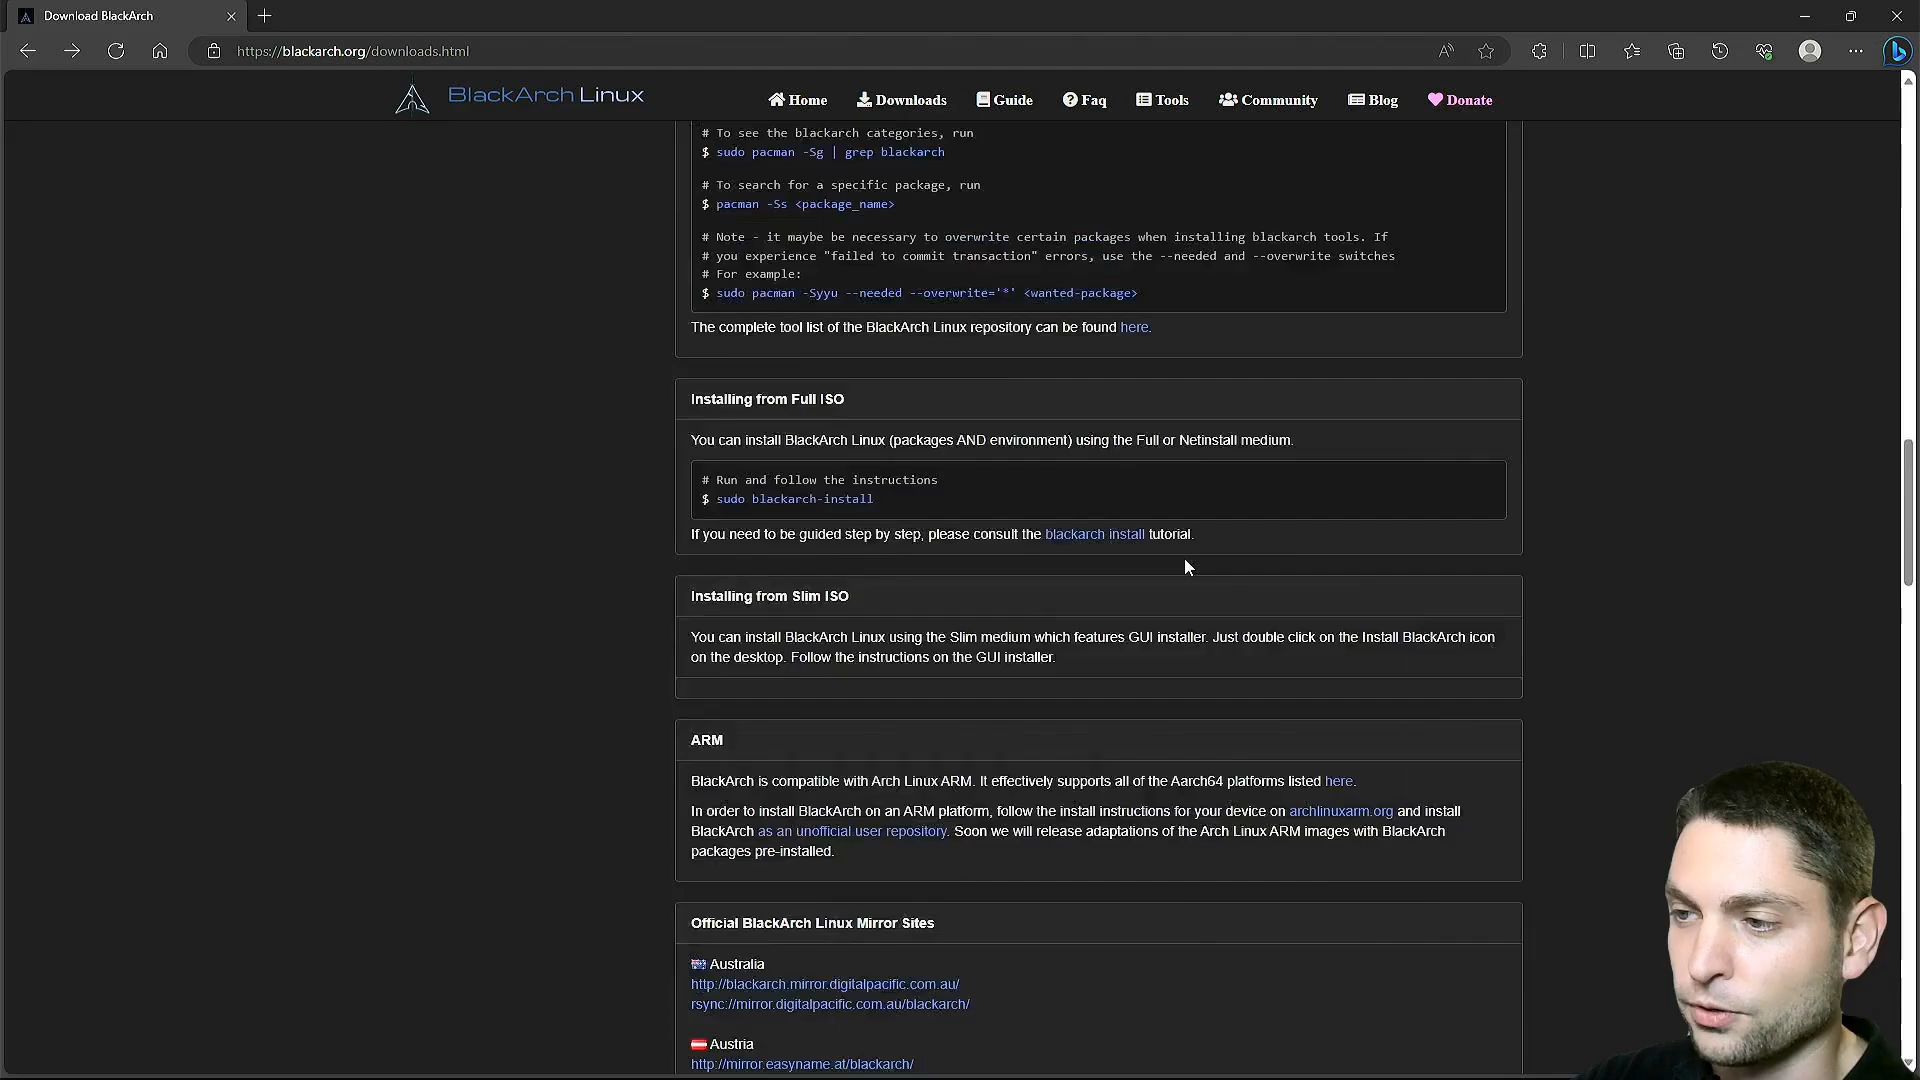 Download BlackArch
https://blackarch.org/downloads.html
BlackArch Linux
Home
Downloads
Guide
Faq
Tools
Community
Blog
Donate
# To see the blackarch categories, run
$ sudo pacman -Sg | grep blackarch
# To search for a specific package, run
$ pacman -Ss <package_name>
# Note - it maybe be necessary to overwrite certain packages when installing blackarch tools. If
# you experience "failed to commit transaction" errors, use the --needed and --overwrite switches
# For example:
$ sudo pacman -Syyu --needed --overwrite='*' <wanted-package>
The complete tool list of the BlackArch Linux repository can be found here.
Installing from Full ISO
You can install BlackArch Linux (packages AND environment) using the Full or Netinstall medium.
# Run and follow the instructions
$ sudo blackarch-install
If you need to be guided step by step, please consult the blackarch install tutorial.
Installing from Slim ISO
You can install BlackArch Linux using the Slim medium which features GUI installer. Just double click on the Install BlackArch icon
on the desktop. Follow the instructions on the GUI installer.
ARM
BlackArch is compatible with Arch Linux ARM. It effectively supports all of the Aarch64 platforms listed here.
In order to install BlackArch on an ARM platform, follow the install instructions for your device on archlinuxarm.org and install
BlackArch as an unofficial user repository. Soon we will release adaptations of the Arch Linux ARM images with BlackArch
packages pre-installed.
Official BlackArch Linux Mirror Sites
Australia
http://blackarch.mirror.digitalpacific.com.au/
rsync://mirror.digitalpacific.com.au/blackarch/
Austria
http://mirror.easyname.at/blackarch/